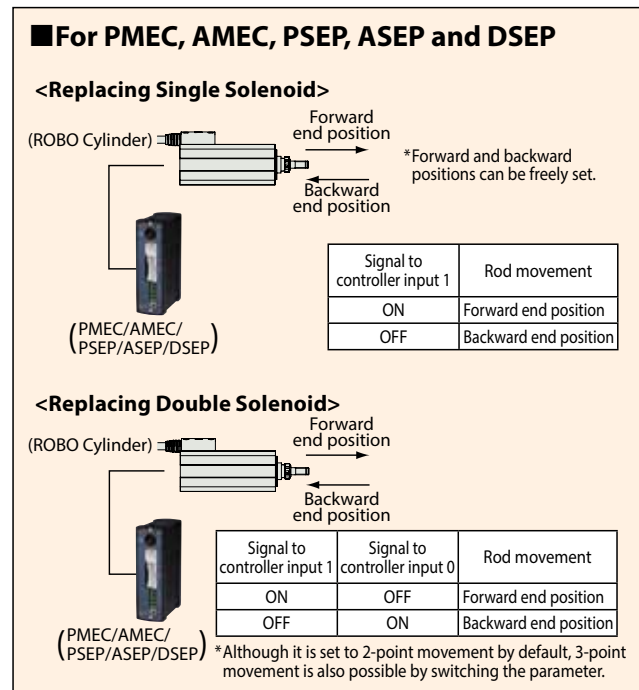 ■For PMEC, AMEC, PSEP, ASEP and DSEP
<Replacing Single Solenoid>
(ROBO Cylinder)
Forward
end position
Backward
end position
*Forward and backward
positions can be freely set.
(PMEC/AMEC/
PSEP/ASEP/DSEP)
Signal to
controller input 1
Rod movement
ON
Forward end position
OFF
Backward end position
<Replacing Double Solenoid>
(ROBO Cylinder)
Forward
end position
Backward
end position
(PMEC/AMEC/
PSEP/ASEP/DSEP)
Signal to
controller input 1
Signal to
controller input 0
Rod movement
ON
OFF
Forward end position
OFF
ON
Backward end position
*Although it is set to 2-point movement by default, 3-point
movement is also possible by switching the parameter.